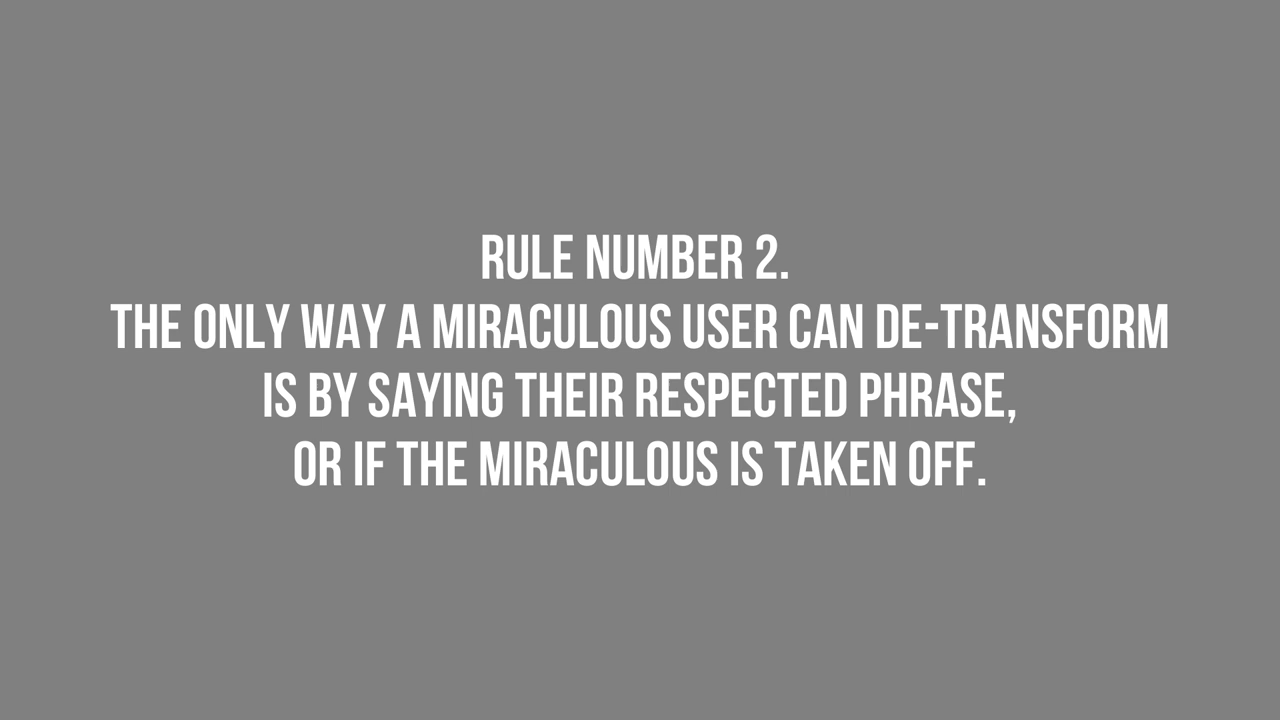 RULE NUMBER 2.
THE ONLY WAY A MIRACULOUS USER CAN DE-TRANSFORM
IS BY SAYING THEIR RESPECTED PHRASE,
OR IF THE MIRACULOUS IS TAKEN OFF.